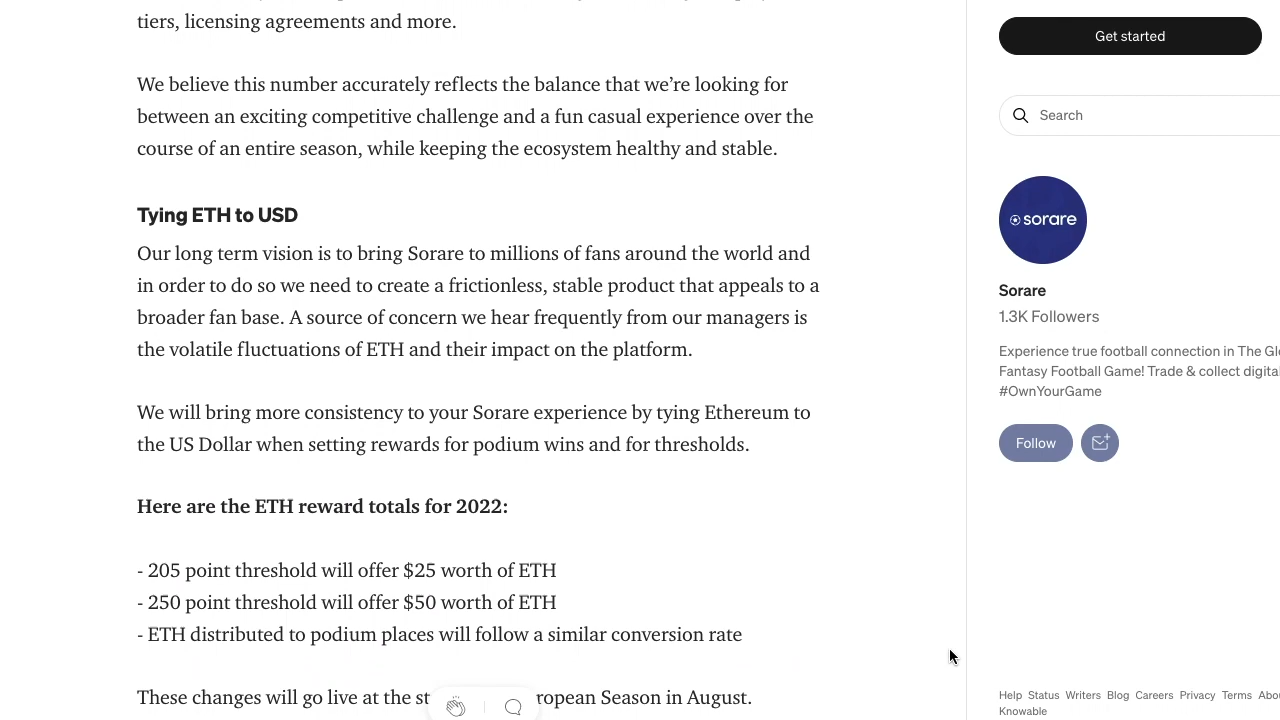 tiers, licensing agreements and more.
We believe this number accurately reflects the balance that we’re looking for
between an exciting competitive challenge and a fun casual experience over the
course of an entire season, while keeping the ecosystem healthy and stable.
Tying ETH to USD
Our long term vision is to bring Sorare to millions of fans around the world and
in order to do so we need to create a frictionless, stable product that appeals to a
broader fan base. A source of concern we hear frequently from our managers is
the volatile fluctuations of ETH and their impact on the platform.
We will bring more consistency to your Sorare experience by tying Ethereum to
the US Dollar when setting rewards for podium wins and for thresholds.
Here are the ETH reward totals for 2022:
- 205 point threshold will offer $25 worth of ETH
- 250 point threshold will offer $50 worth of ETH
- ETH distributed to podium places will follow a similar conversion rate
These changes will go live at the st ropean Season in August.
Get started
Search
sorare
Sorare
1.3K Followers
Experience true football connection in The Gl
Fantasy Football Game! Trade & collect digita
#OwnYourGame
Follow
Help Status Writers Blog Careers Privacy Terms Abou
Knowable